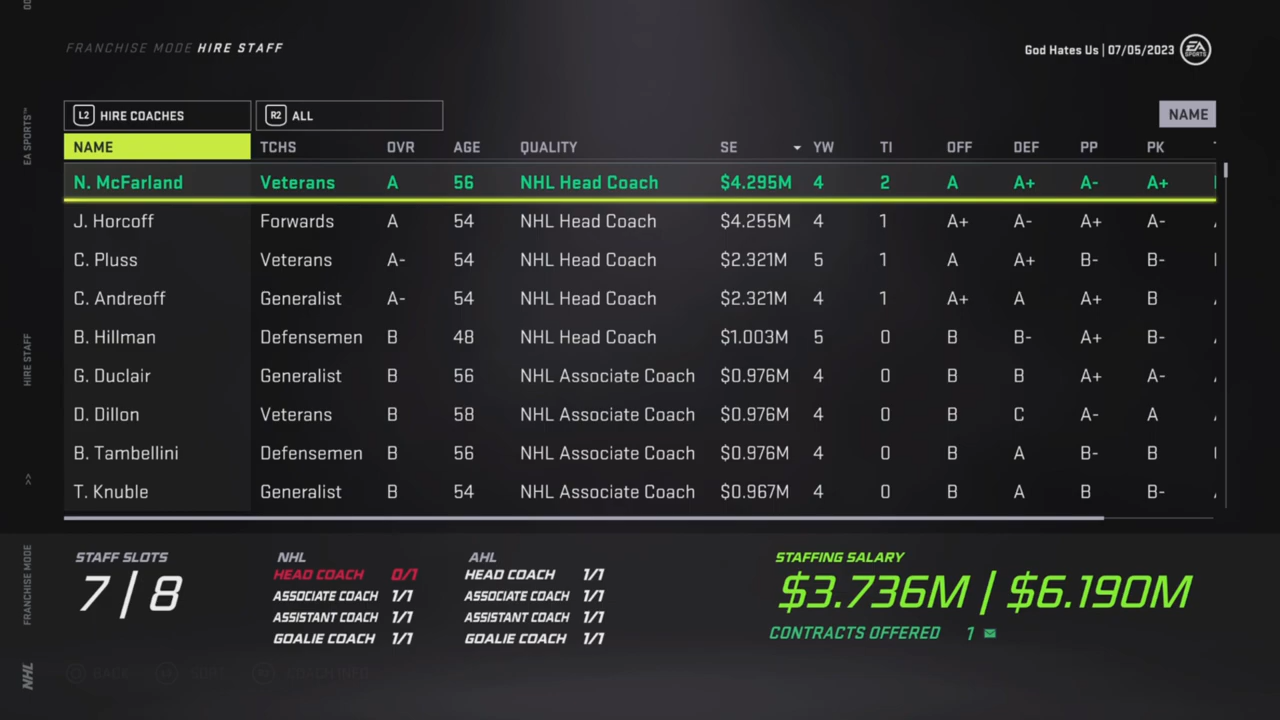 FRANCHISE MODE HIRE STAFF
God Hates Us | 07/05/2023 EA SPORTS
L2 HIRE COACHES R2 ALL NAME
NAME TCHS OVR AGE QUALITY SE YW TI OFF DEF PP PK
N. McFarland Veterans A 56 NHL Head Coach $4.295M 4 2 A A+ A- A+
J. Horcoff Forwards A 54 NHL Head Coach $4.255M 4 1 A+ A- A+ A-
C. Pluss Veterans A- 54 NHL Head Coach $2.321M 5 1 A A+ B- B-
C. Andreoff Generalist A- 54 NHL Head Coach $2.321M 4 1 A+ A A+ B
B. Hillman Defensemen B 48 NHL Head Coach $1.003M 5 0 B B- A+ B-
G. Duclair Generalist B 56 NHL Associate Coach $0.976M 4 0 B B A+ A-
D. Dillon Veterans B 58 NHL Associate Coach $0.976M 4 0 B C A- A
B. Tambellini Defensemen B 56 NHL Associate Coach $0.976M 4 0 B A B- B
T. Knuble Generalist B 54 NHL Associate Coach $0.967M 4 0 B A B B-
STAFF SLOTS
7 | 8
NHL
HEAD COACH 0/1
ASSOCIATE COACH 1/1
ASSISTANT COACH 1/1
GOALIE COACH 1/1
AHL
HEAD COACH 1/1
ASSOCIATE COACH 1/1
ASSISTANT COACH 1/1
GOALIE COACH 1/1
STAFFING SALARY
$3.736M | $6.190M
CONTRACTS OFFERED 1
BACK SORT COACH INFO
EA SPORTS™
HIRE STAFF
>>
FRANCHISE MODE
NHL